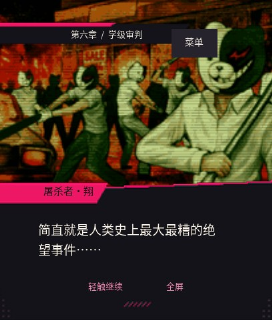 第六章 / 学级审判
菜单
屠杀者·翔
简直就是人类史上最大最糟的绝
望事件……
轻触继续
全屏